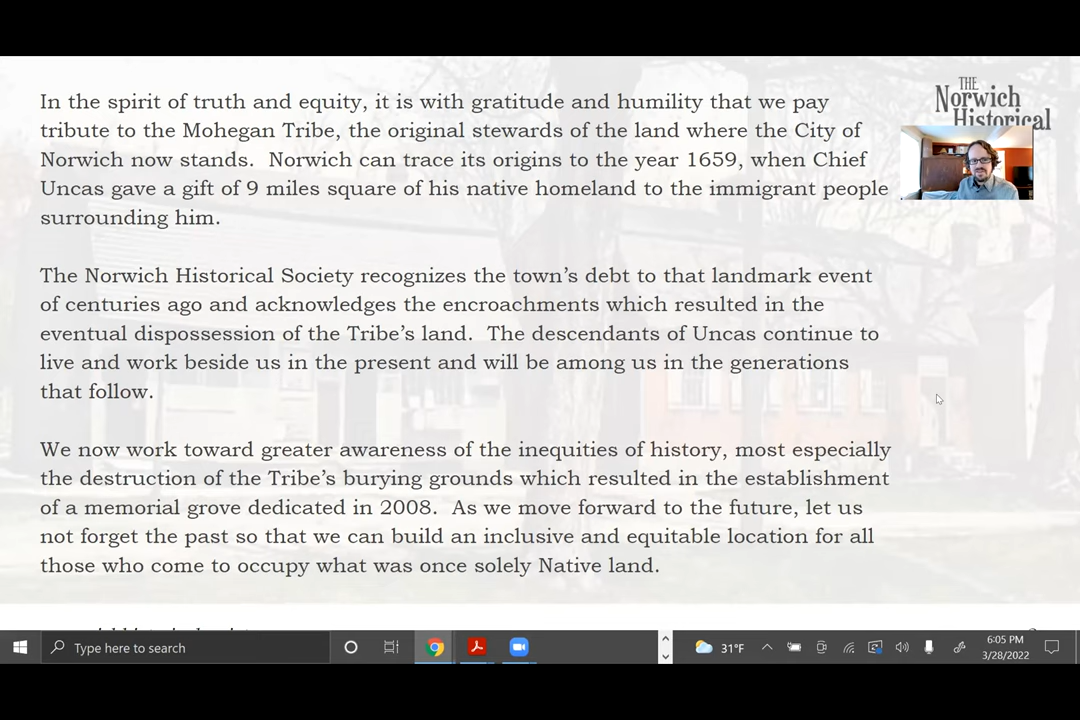 In the spirit of truth and equity, it is with gratitude and humility that we pay
tribute to the Mohegan Tribe, the original stewards of the land where the City of
Norwich now stands. Norwich can trace its origins to the year 1659, when Chief
Uncas gave a gift of 9 miles square of his native homeland to the immigrant people
surrounding him.
The Norwich Historical Society recognizes the town's debt to that landmark event
of centuries ago and acknowledges the encroachments which resulted in the
eventual dispossession of the Tribe's land. The descendants of Uncas continue to
live and work beside us in the present and will be among us in the generations
that follow.
We now work toward greater awareness of the inequities of history, most especially
the destruction of the Tribe's burying grounds which resulted in the establishment
of a memorial grove dedicated in 2008. As we move forward to the future, let us
not forget the past so that we can build an inclusive and equitable location for all
those who come to occupy what was once solely Native land.
THE
Norwich
Historical
Type here to search
31°F
6:05 PM
3/28/2022